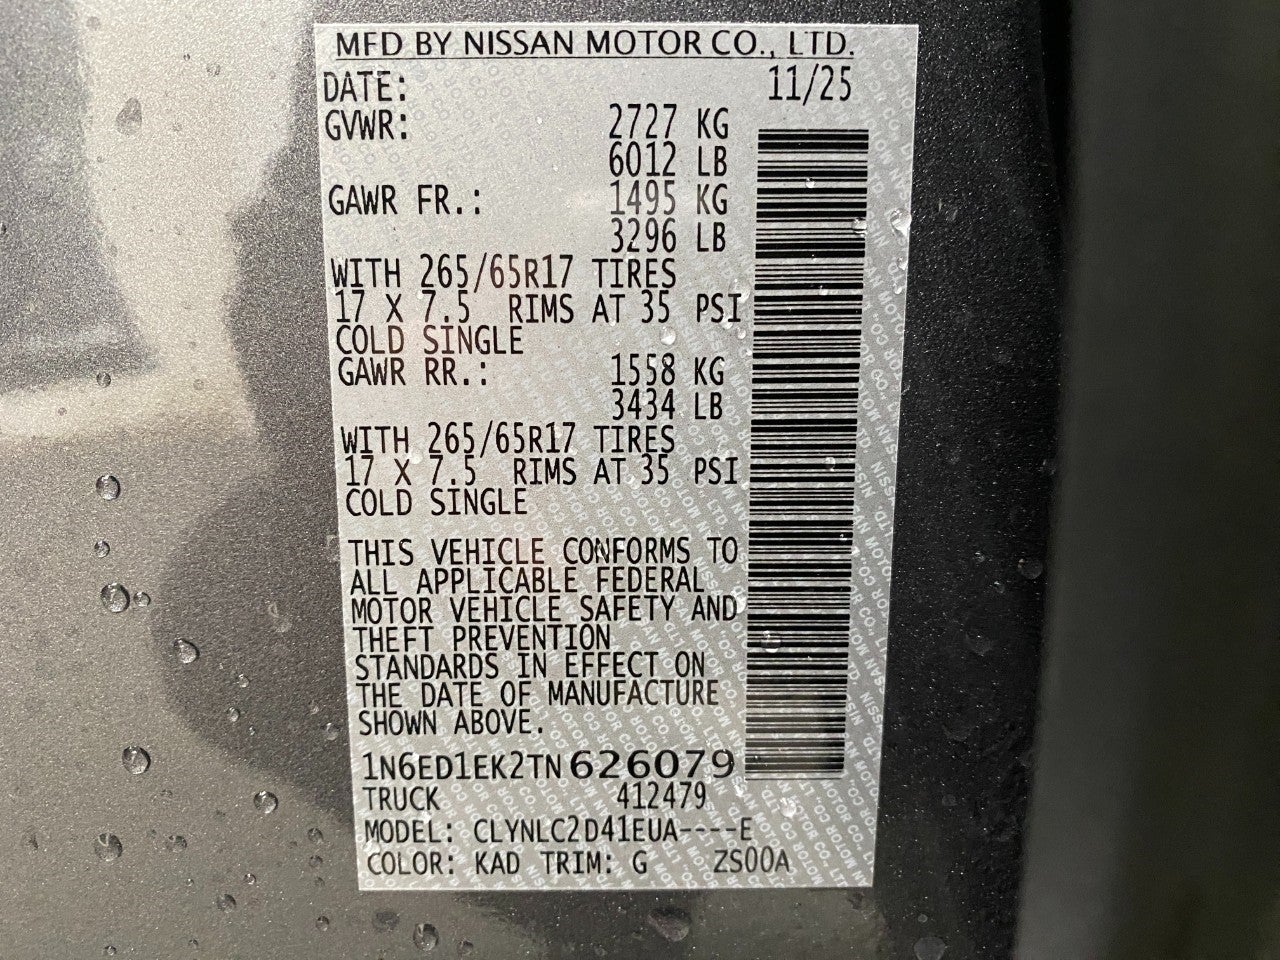 MFD BY NISSAN MOTOR CO., LTD.
DATE: 11/25
GVWR: 2727 KG
6012 LB
GAWR FR.: 1495 KG
3296 LB
WITH 265/65R17 TIRES
17 X 7.5 RIMS AT 35 PSI
COLD SINGLE
GAWR RR.: 1558 KG
3434 LB
WITH 265/65R17 TIRES
17 X 7.5 RIMS AT 35 PSI
COLD SINGLE
THIS VEHICLE CONFORMS TO
ALL APPLICABLE FEDERAL
MOTOR VEHICLE SAFETY AND
THEFT PREVENTION
STANDARDS IN EFFECT ON
THE DATE OF MANUFACTURE
SHOWN ABOVE.
1N6ED1EK2TN626079
TRUCK 412479
MODEL: CLYNLC2D41EUA----E
COLOR: KAD TRIM: G ZS00A